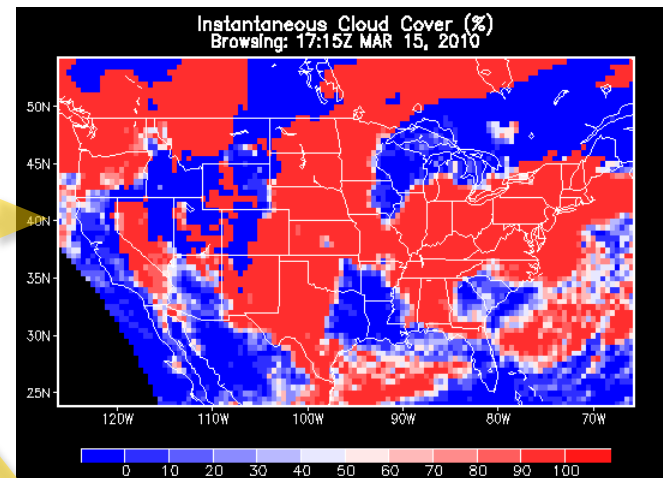 Instantaneous Cloud Cover (%)
Browsing: 17:15Z MAR 15, 2010
50N
45N
40N
35N
30N
25N
120W 110W 100W 90W 80W 70W
0 10 20 30 40 50 60 70 80 90 100